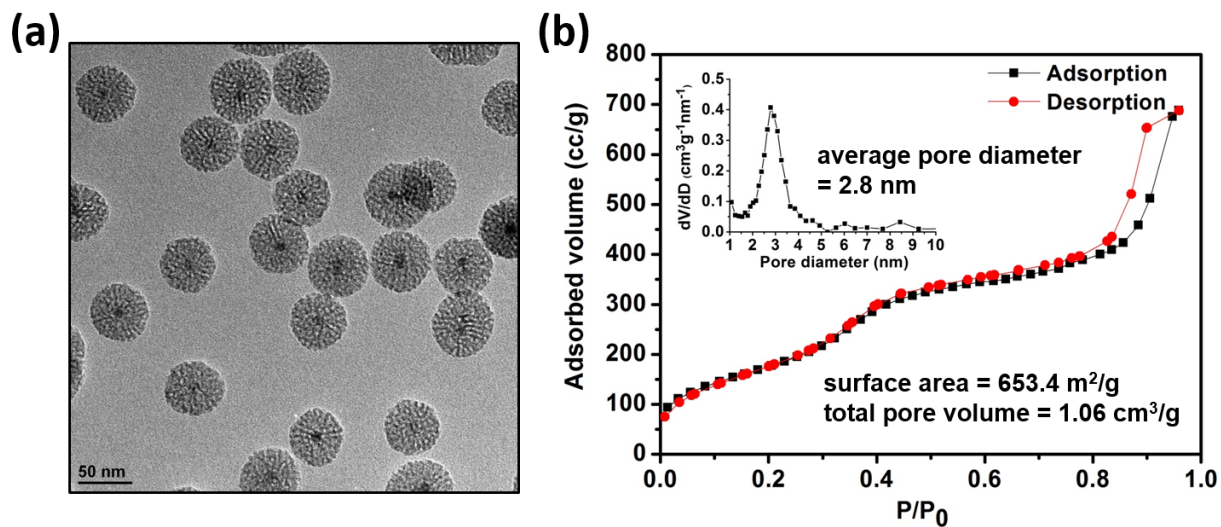 (a)
50 nm
(b)
800
700
600
500
400
300
200
100
0
Adsorbed volume (cc/g)
0.0 0.2 0.4 0.6 0.8 1.0
P/P0
Adsorption
Desorption
0.5
0.4
0.3
0.2
0.1
0.0
dV/dD (cm³g⁻¹nm⁻¹)
1 2 3 4 5 6 7 8 9 10
Pore diameter (nm)
average pore diameter
= 2.8 nm
surface area = 653.4 m²/g
total pore volume = 1.06 cm³/g